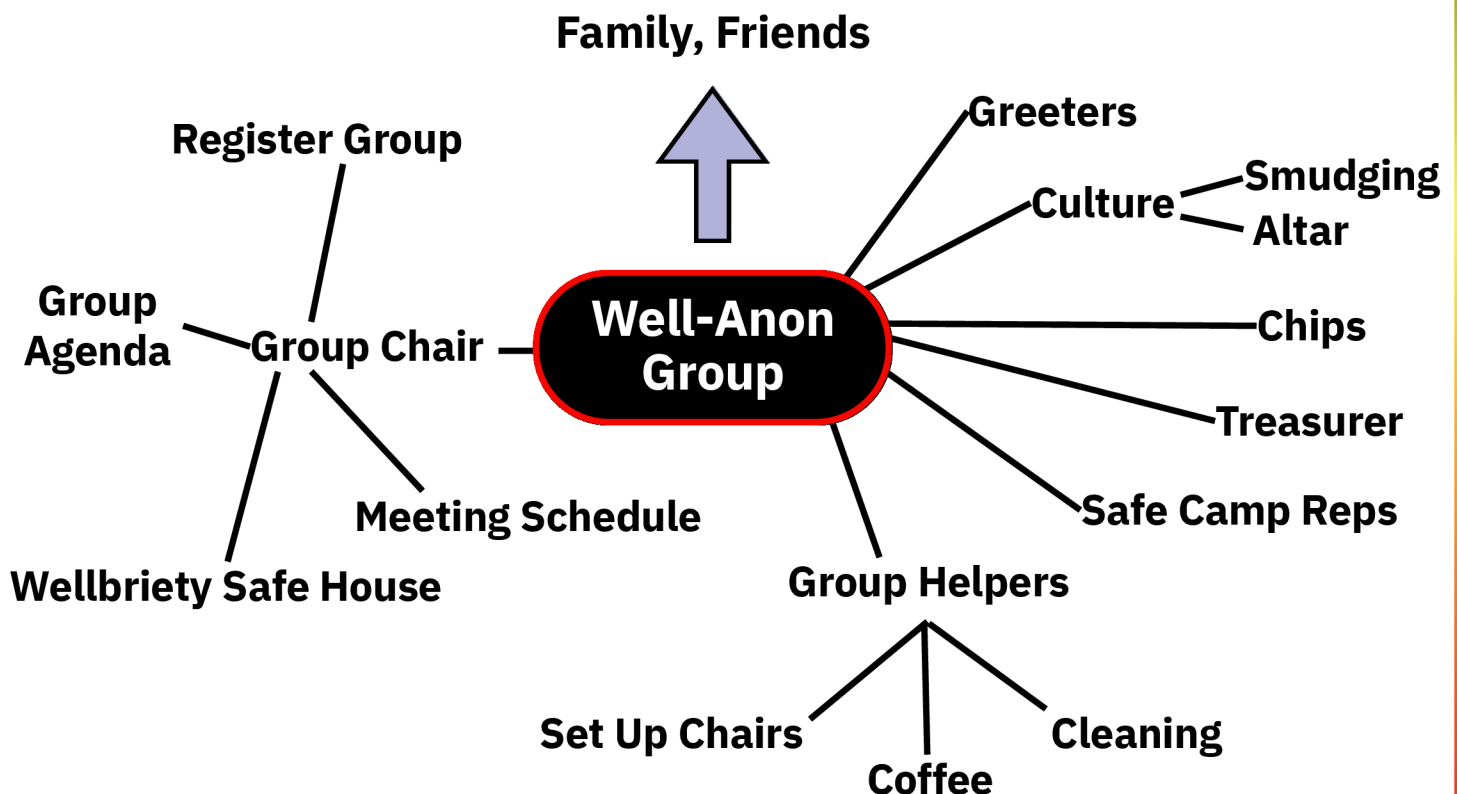 Family, Friends
Greeters
Register Group
Smudging
Culture
Altar
Group
Agenda
Group Chair
Well-Anon
Group
Chips
Treasurer
Meeting Schedule
Safe Camp Reps
Wellbriety Safe House
Group Helpers
Set Up Chairs
Cleaning
Coffee